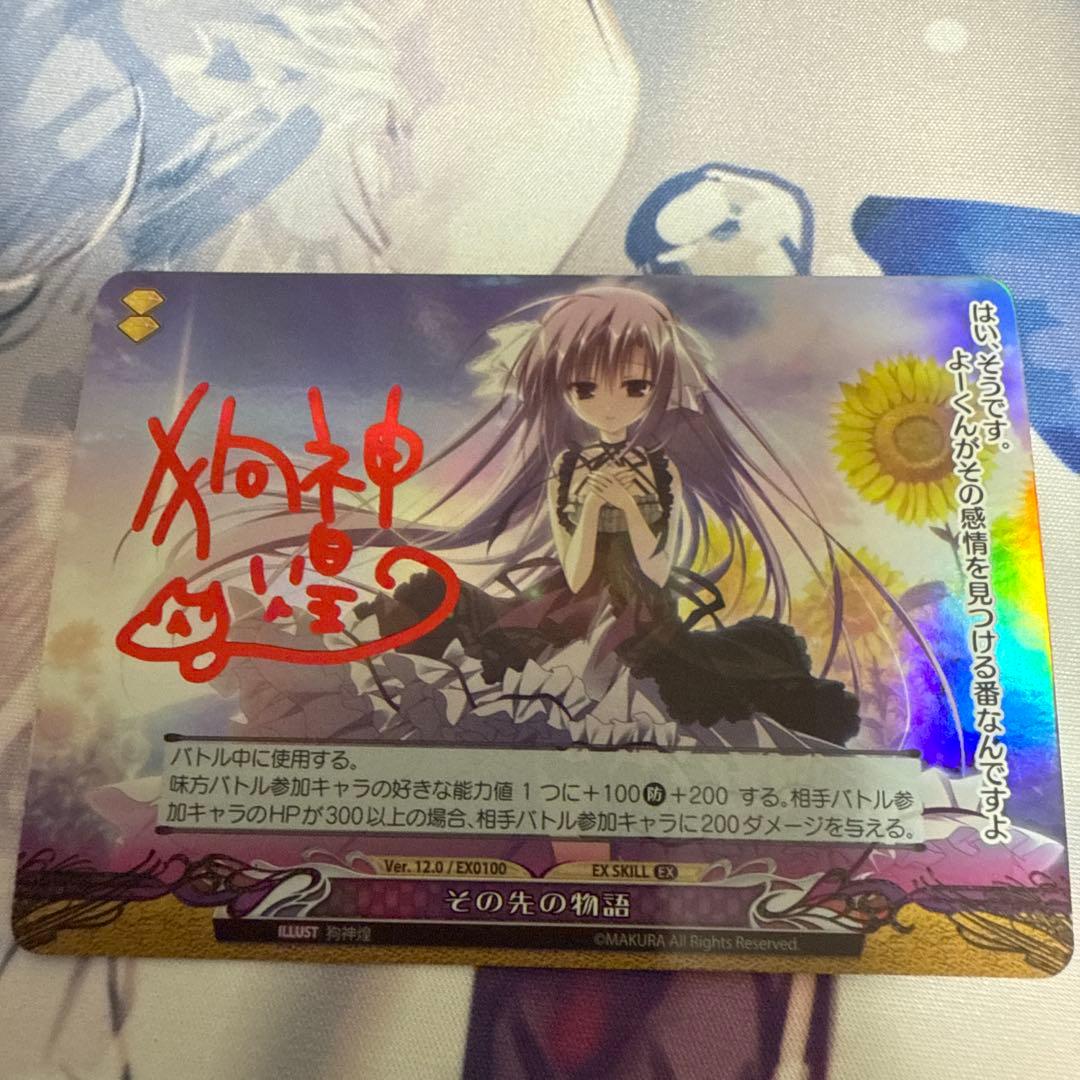 はい、そうです。
よーくんがその感情を見つける番なんですよ
狗神
煌
バトル中に使用する。
味方バトル参加キャラの好きな能力値 1 つに+100防+200 する。相手バトル参
加キャラのHPが300以上の場合、相手バトル参加キャラに200ダメージを与える。
Ver. 12.0 / EX0100 EX SKILL EX
その先の物語
ILLUST 狗神煌 ©MAKURA All Rights Reserved.